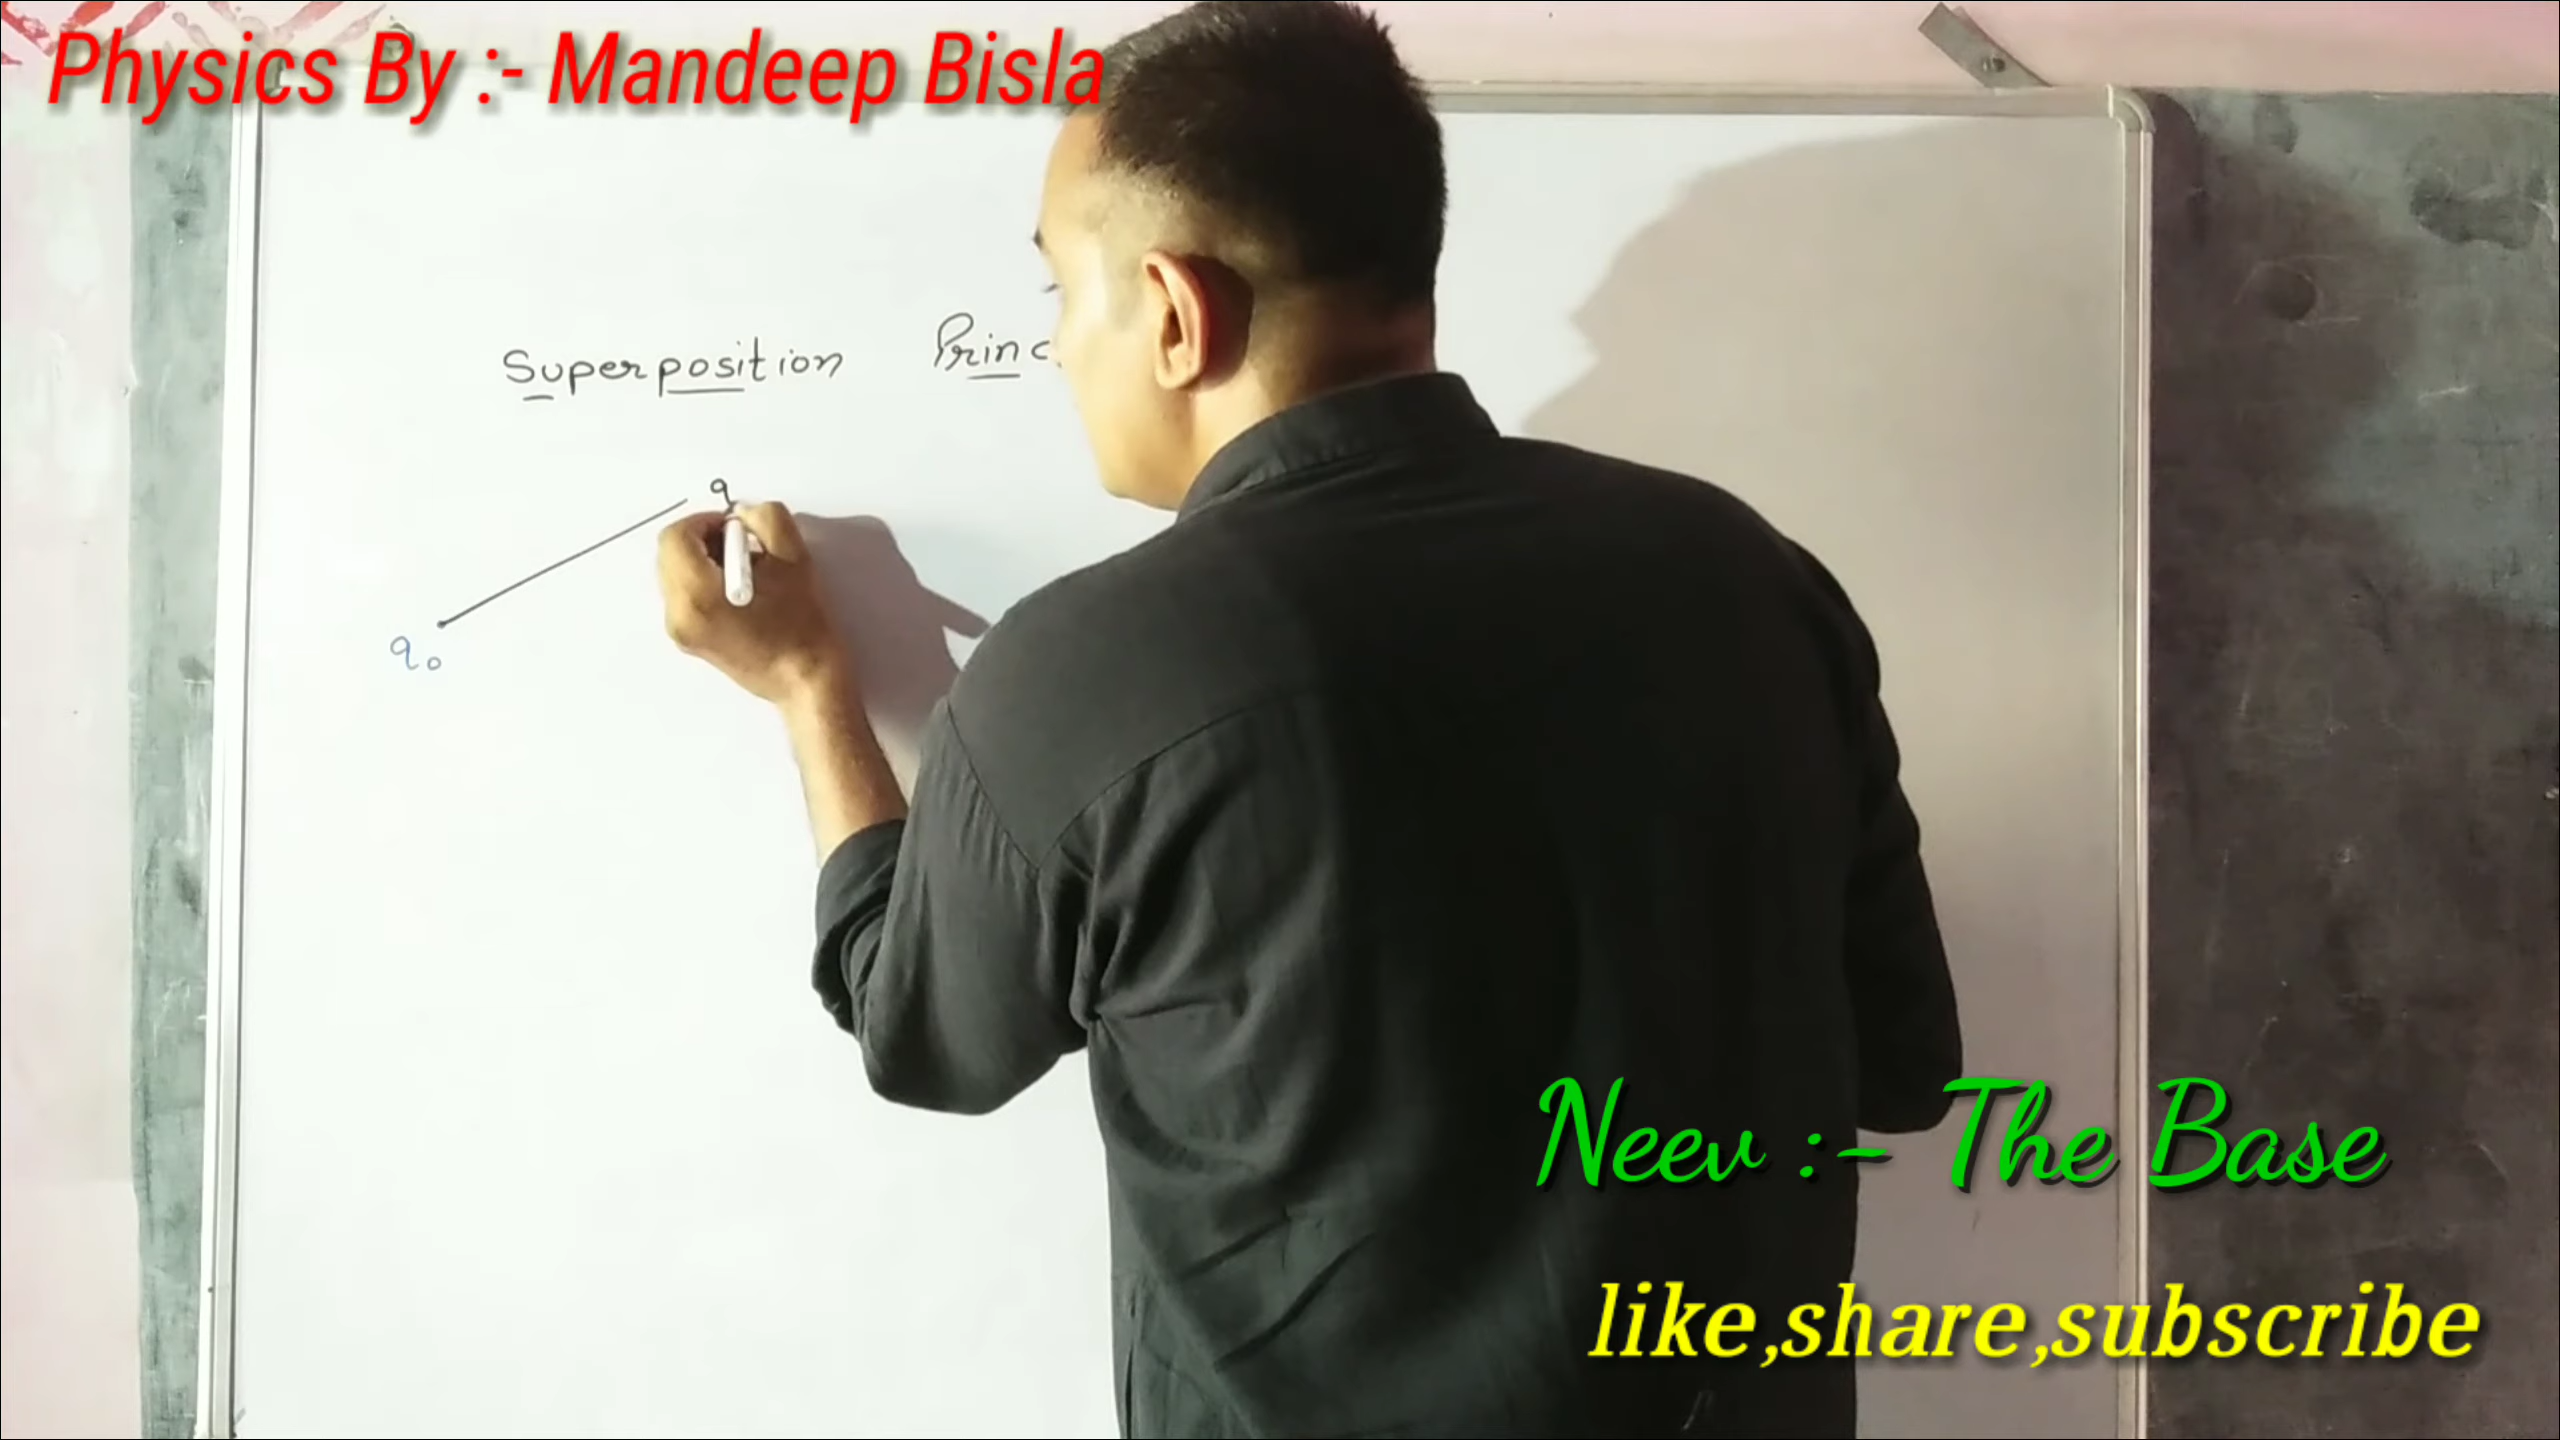 Physics By :- Mandeep Bisla
Superposition Princ
q
q₀
Neev :- The Base
like,share,subscribe